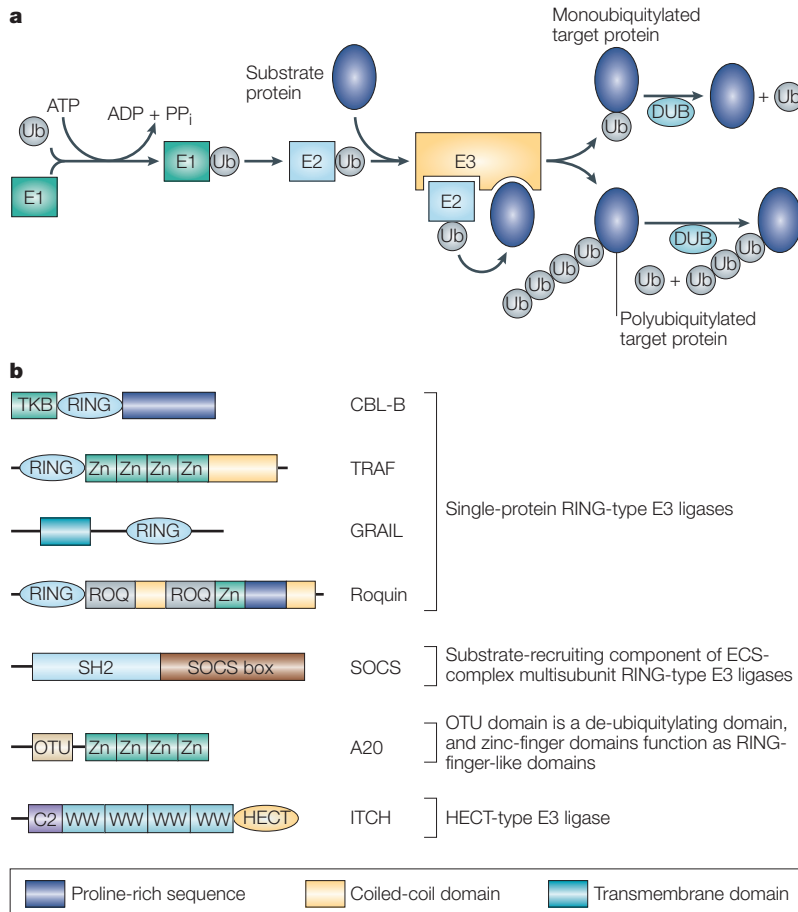 a
ATP
ADP + PPi
Ub
E1
E1 Ub
E2 Ub
Substrate
protein
E3
E2
Ub
Monoubiquitylated
target protein
Ub
DUB
+ Ub
Ub Ub Ub Ub
DUB
Ub + Ub Ub Ub
Polyubiquitylated
target protein
b
TKB RING
CBL-B
RING Zn Zn Zn Zn
TRAF
RING
GRAIL
RING ROQ ROQ Zn
Roquin
Single-protein RING-type E3 ligases
SH2 SOCS box
SOCS
Substrate-recruiting component of ECS-
complex multisubunit RING-type E3 ligases
OTU Zn Zn Zn Zn
A20
OTU domain is a de-ubiquitylating domain,
and zinc-finger domains function as RING-
finger-like domains
C2 WW WW WW WW HECT
ITCH
HECT-type E3 ligase
Proline-rich sequence
Coiled-coil domain
Transmembrane domain